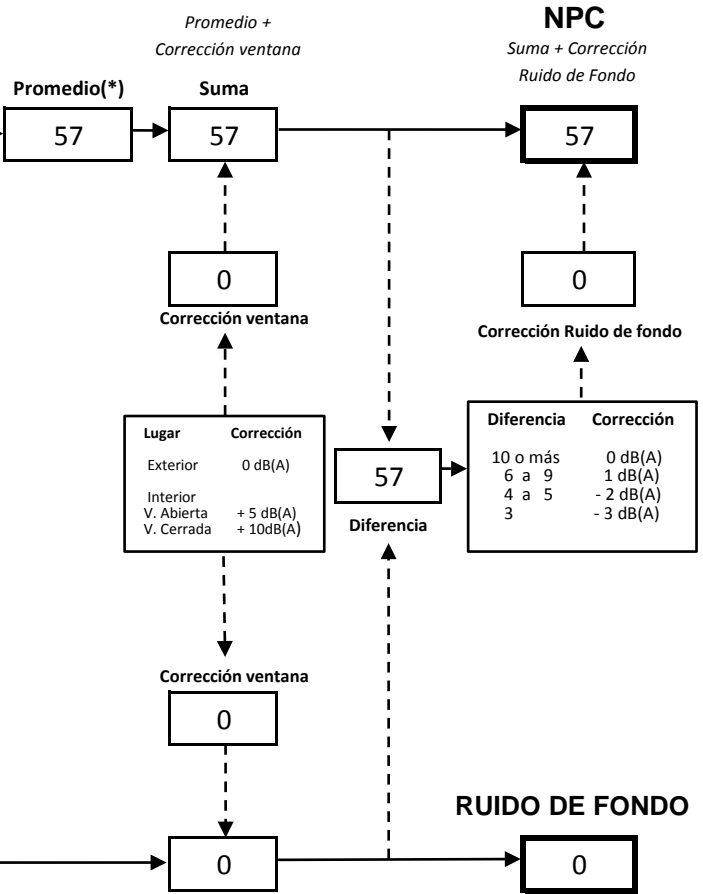 Promedio +
Corrección ventana
NPC
Suma + Corrección
Ruido de Fondo
Promedio(*)
Suma
57
57
57
0
0
Corrección ventana
Corrección Ruido de fondo
Lugar Corrección
Exterior 0 dB(A)
Interior
V. Abierta + 5 dB(A)
V. Cerrada + 10dB(A)
57
Diferencia
Diferencia Corrección
10 o más 0 dB(A)
6 a 9 1 dB(A)
4 a 5 - 2 dB(A)
3 - 3 dB(A)
Corrección ventana
0
RUIDO DE FONDO
0
0